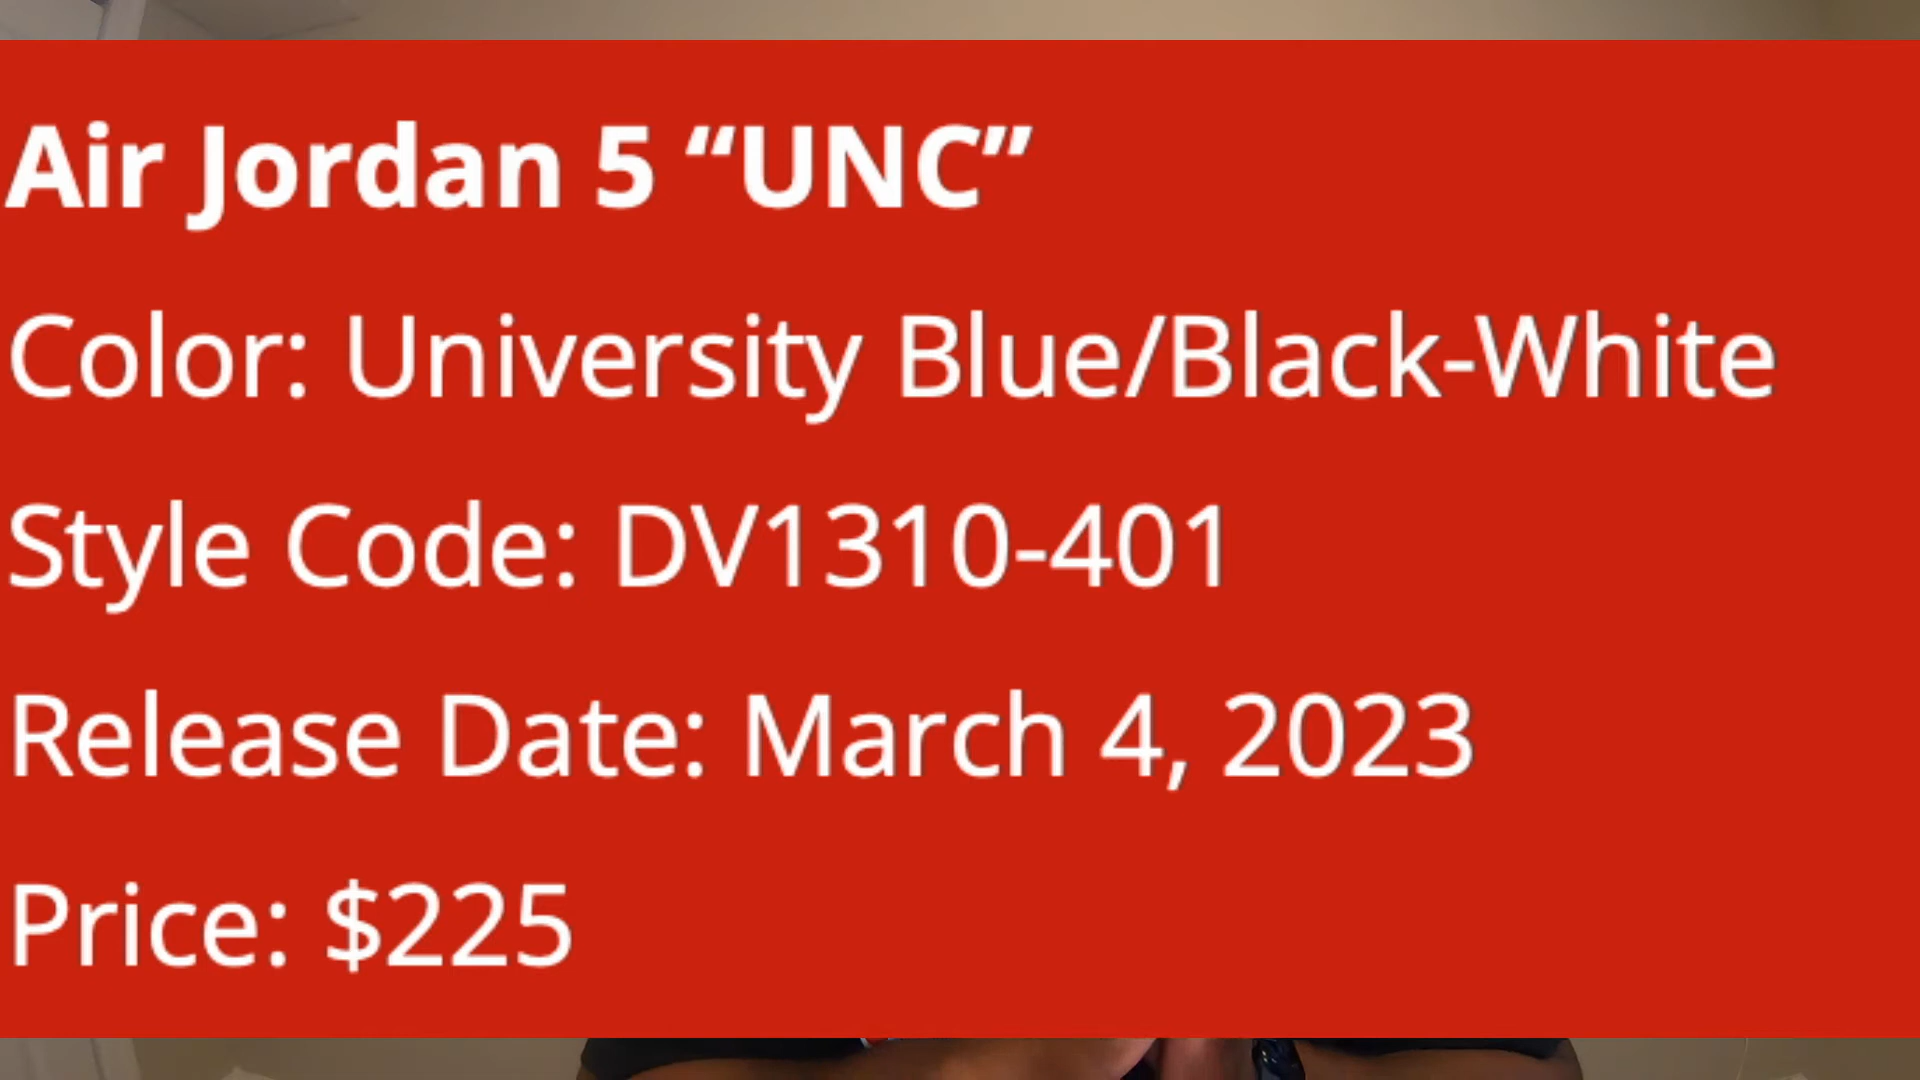 Air Jordan 5 “UNC”
Color: University Blue/Black-White
Style Code: DV1310-401
Release Date: March 4, 2023
Price: $225